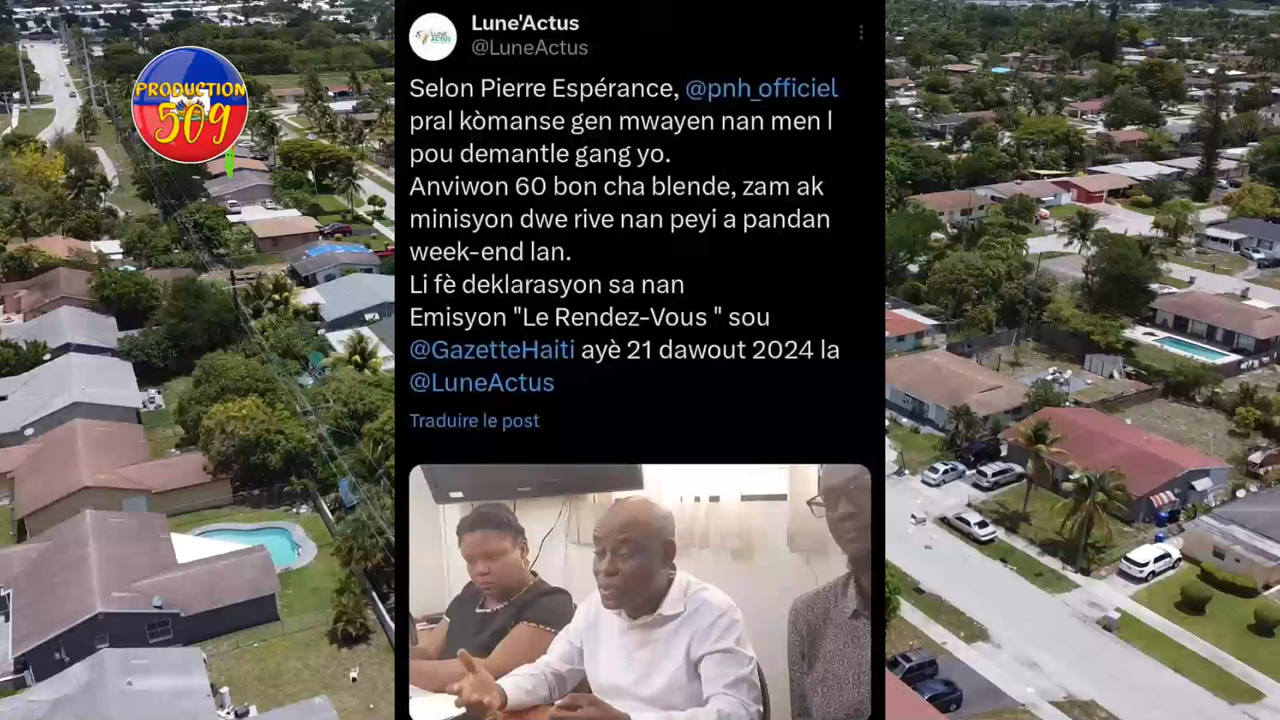 PRODUCTION
509
Lune'Actus
@LuneActus
LUNE
ACTUS
Selon Pierre Espérance, @pnh_officiel
pral kòmanse gen mwayen nan men l
pou demantle gang yo.
Anviwon 60 bon cha blende, zam ak
minisyon dwe rive nan peyi a pandan
week-end lan.
Li fè deklarasyon sa nan
Emisyon "Le Rendez-Vous " sou
@GazetteHaiti ayè 21 dawout 2024 la
@LuneActus
Traduire le post